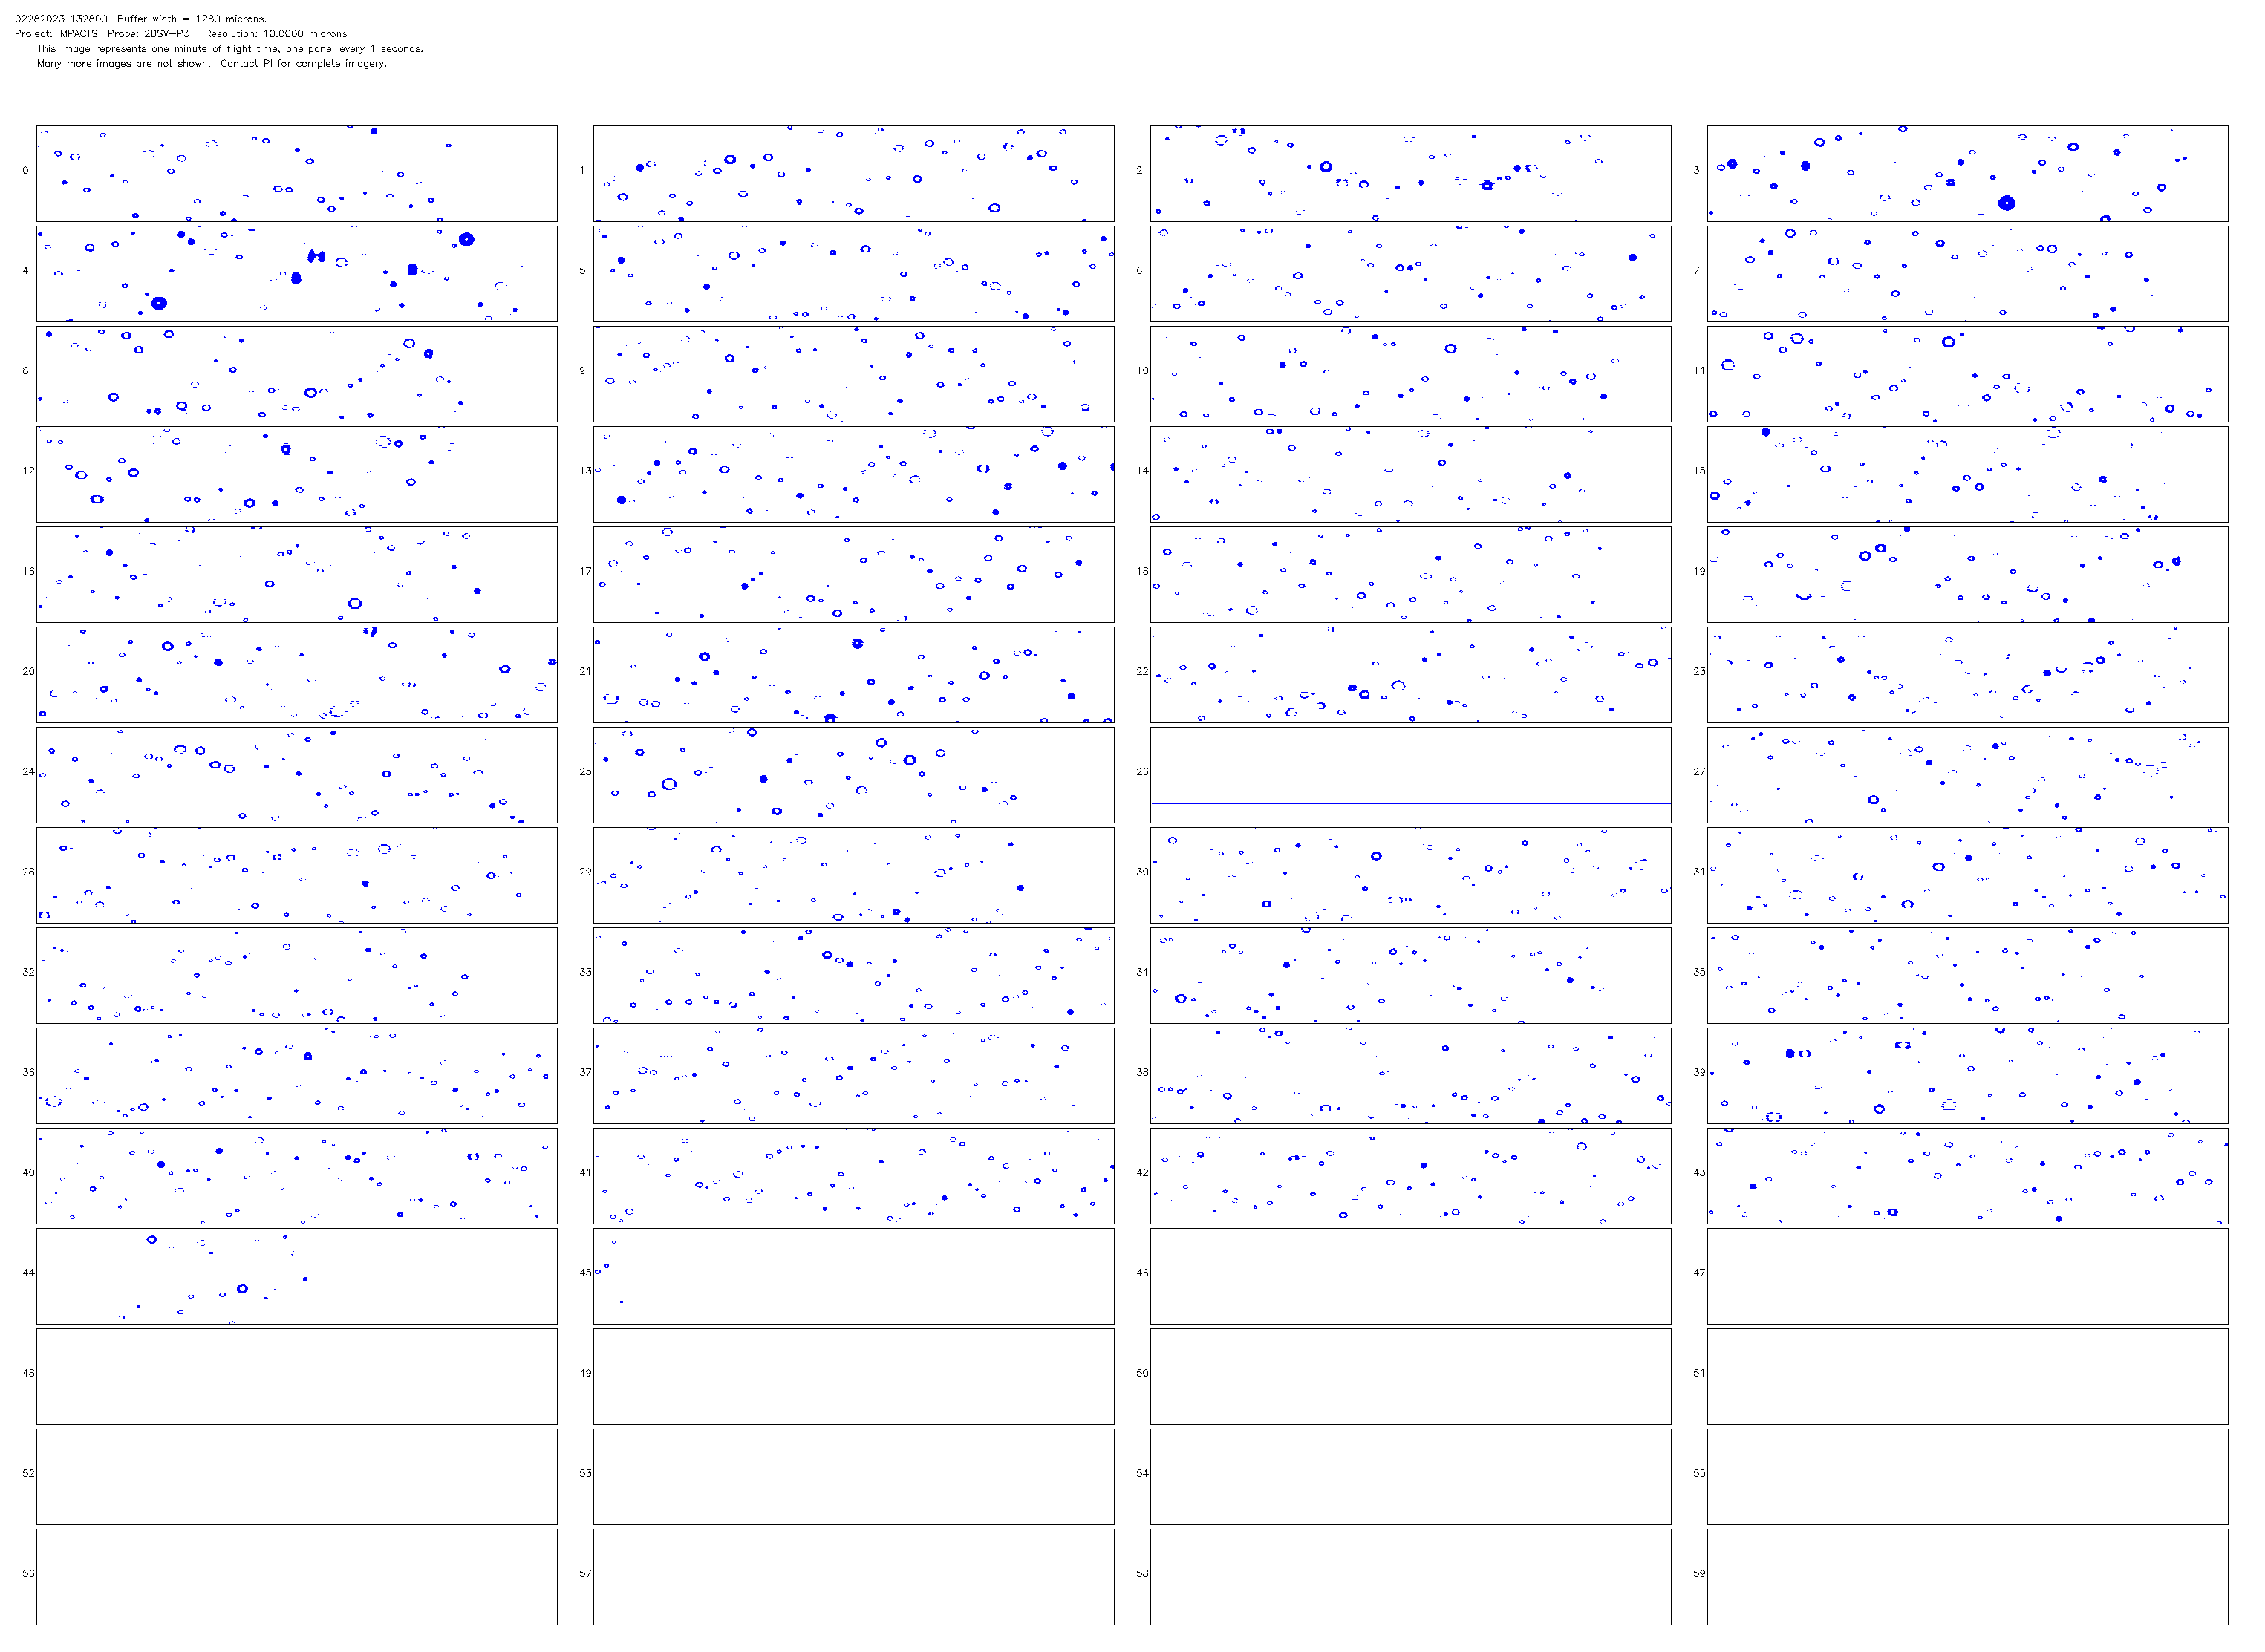 02282023 132800  Buffer width = 1280 microns.
Project: IMPACTS  Probe: 2DSV-P3    Resolution: 10.0000 microns
This image represents one minute of flight time, one panel every 1 seconds.
Many more images are not shown.  Contact PI for complete imagery.
0 1 2 3
4 5 6 7
8 9 10 11
12 13 14 15
16 17 18 19
20 21 22 23
24 25 26 27
28 29 30 31
32 33 34 35
36 37 38 39
40 41 42 43
44 45 46 47
48 49 50 51
52 53 54 55
56 57 58 59